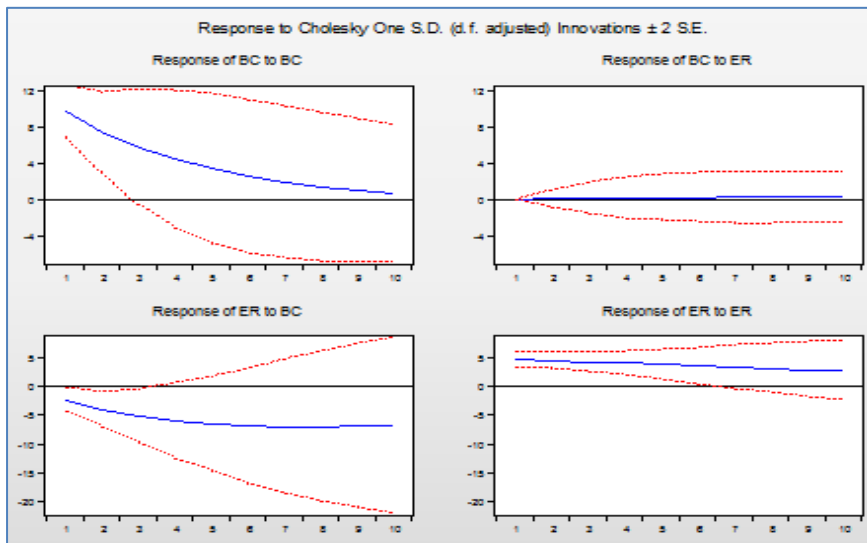 Response to Cholesky One S.D. (d.f. adjusted) Innovations ± 2 S.E.
Response of BC to BC
Response of BC to ER
12
8
4
0
-4
1 2 3 4 5 6 7 8 9 10
12
8
4
0
-4
1 2 3 4 5 6 7 8 9 10
Response of ER to BC
Response of ER to ER
5
0
-5
-10
-15
-20
1 2 3 4 5 6 7 8 9 10
5
0
-5
-10
-15
-20
1 2 3 4 5 6 7 8 9 10